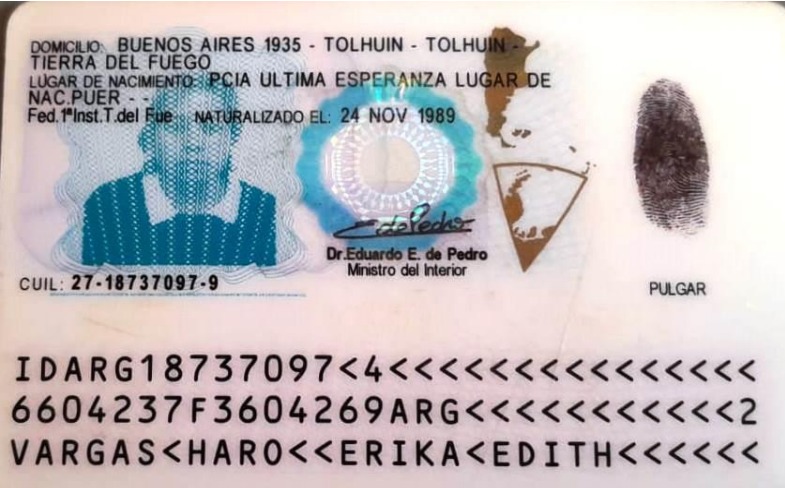 DOMICILIO: BUENOS AIRES 1935 - TOLHUIN - TOLHUIN -
TIERRA DEL FUEGO
LUGAR DE NACIMIENTO: PCIA ULTIMA ESPERANZA LUGAR DE
NAC.PUER - -
Fed.1ªInst.T.del Fue NATURALIZADO EL: 24 NOV 1989
EdePedro
Dr.Eduardo E. de Pedro
Ministro del Interior
CUIL: 27-18737097-9
PULGAR
IDARG18737097<4<<<<<<<<<<<<<<<
6604237F3604269ARG<<<<<<<<<<<2
VARGAS<HARO<<ERIKA<EDITH<<<<<<